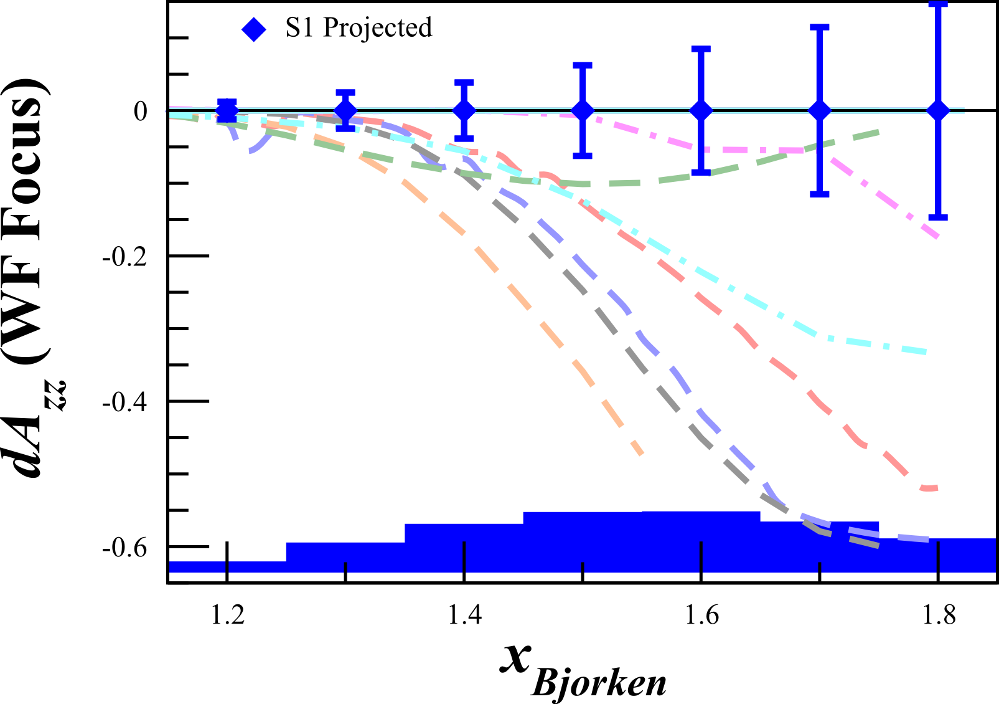 S1 Projected
0
-0.2
-0.4
-0.6
dAzz (WF Focus)
1.2 1.4 1.6 1.8
xBjorken